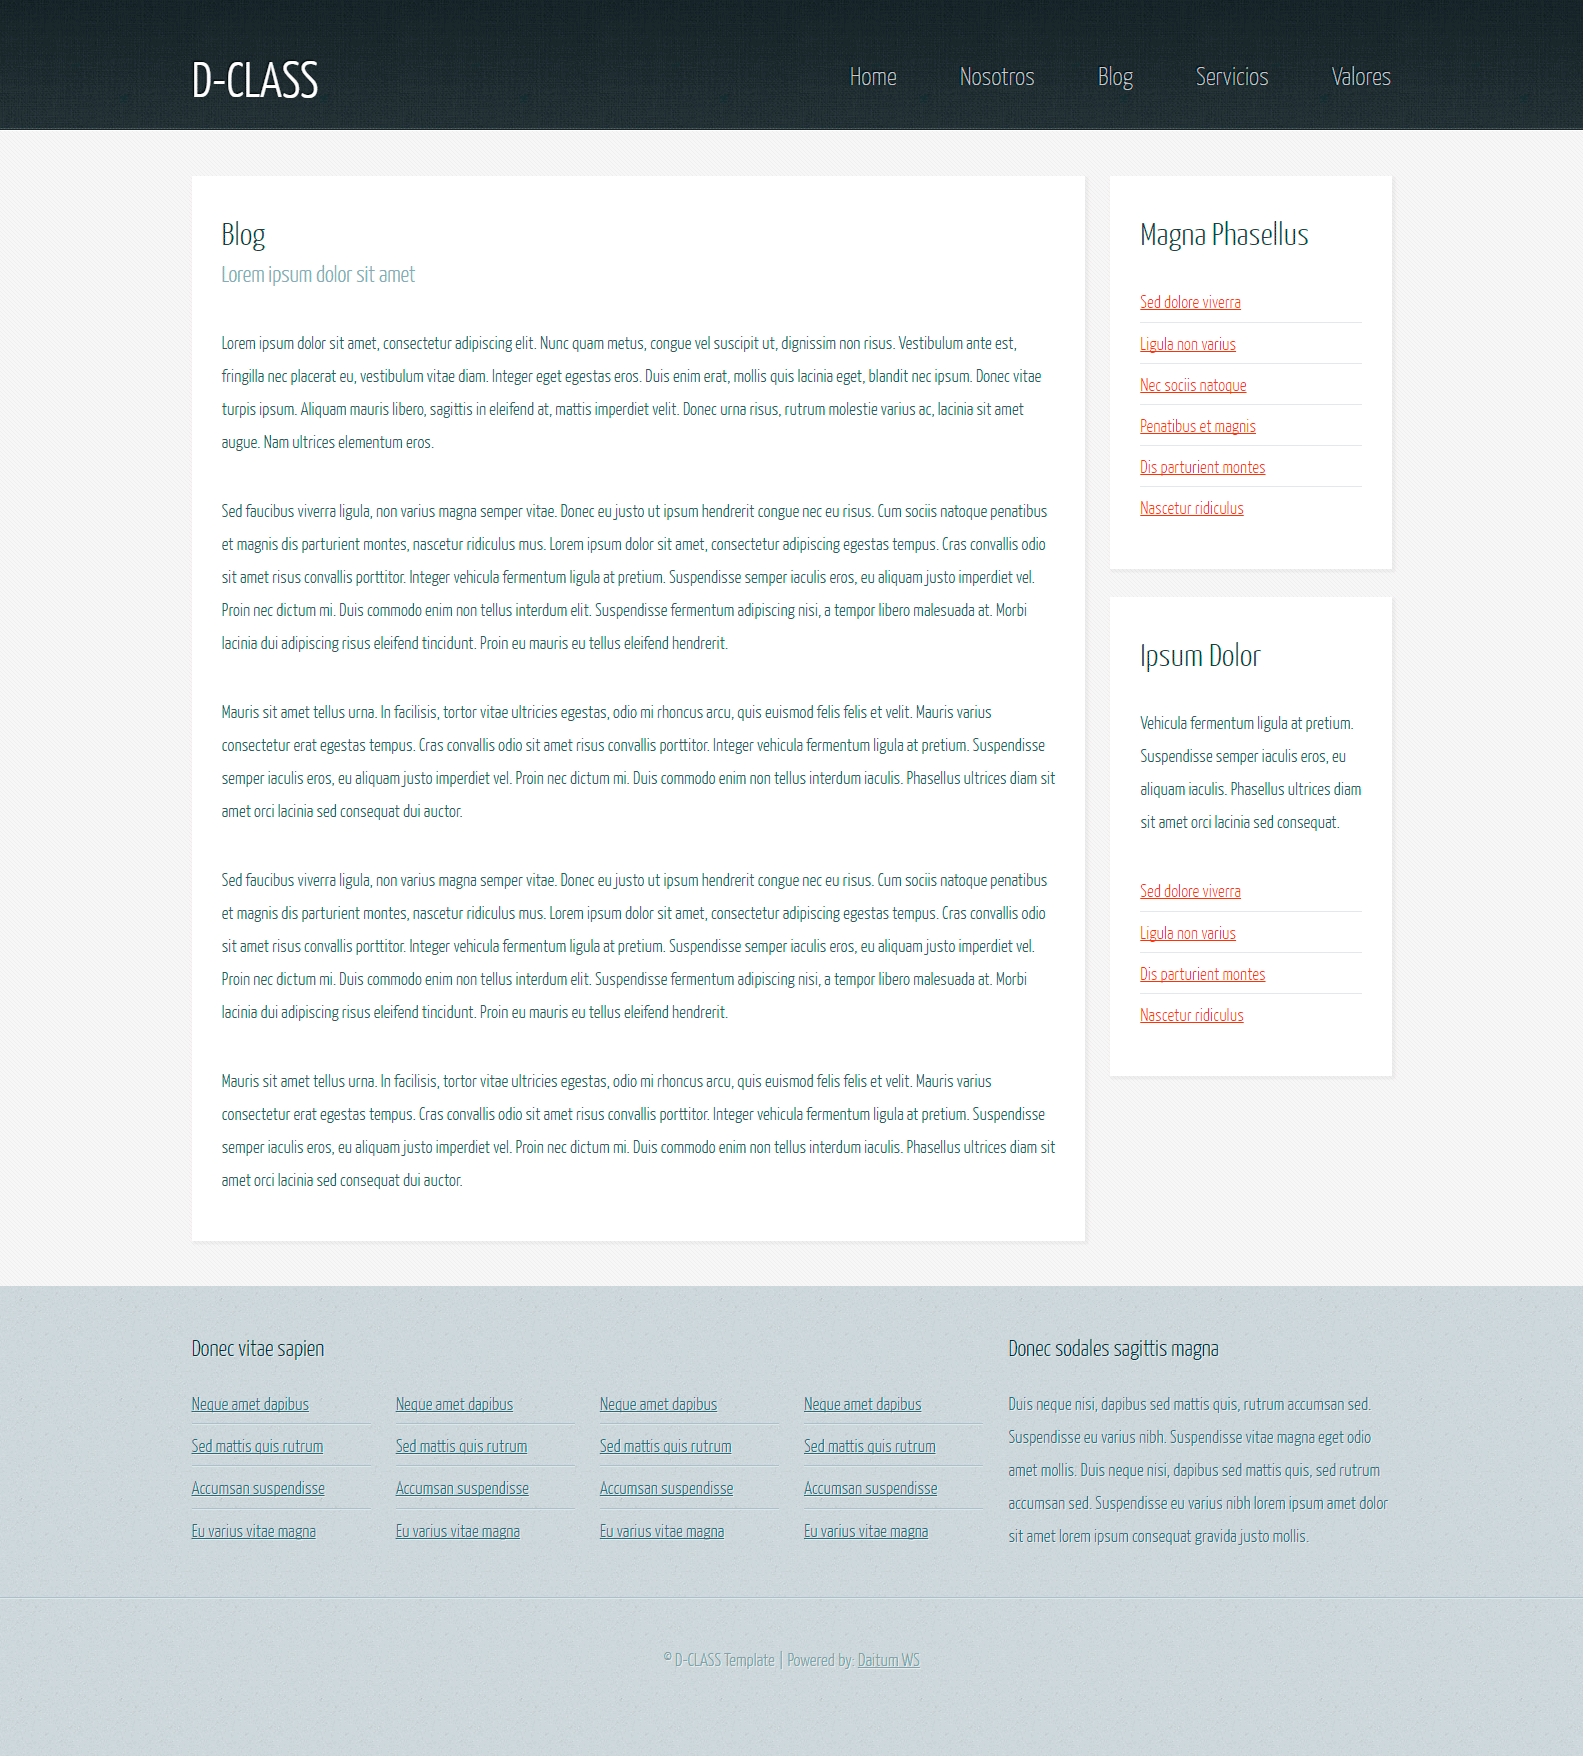 D-CLASS
Home
Nosotros
Blog
Servicios
Valores
Blog
Lorem ipsum dolor sit amet
Lorem ipsum dolor sit amet, consectetur adipiscing elit. Nunc quam metus, congue vel suscipit ut, dignissim non risus. Vestibulum ante est,
fringilla nec placerat eu, vestibulum vitae diam. Integer eget egestas eros. Duis enim erat, mollis quis lacinia eget, blandit nec ipsum. Donec vitae
turpis ipsum. Aliquam mauris libero, sagittis in eleifend at, mattis imperdiet velit. Donec urna risus, rutrum molestie varius ac, lacinia sit amet
augue. Nam ultrices elementum eros.
Sed faucibus viverra ligula, non varius magna semper vitae. Donec eu justo ut ipsum hendrerit congue nec eu risus. Cum sociis natoque penatibus
et magnis dis parturient montes, nascetur ridiculus mus. Lorem ipsum dolor sit amet, consectetur adipiscing egestas tempus. Cras convallis odio
sit amet risus convallis porttitor. Integer vehicula fermentum ligula at pretium. Suspendisse semper iaculis eros, eu aliquam justo imperdiet vel.
Proin nec dictum mi. Duis commodo enim non tellus interdum elit. Suspendisse fermentum adipiscing nisi, a tempor libero malesuada at. Morbi
lacinia dui adipiscing risus eleifend tincidunt. Proin eu mauris eu tellus eleifend hendrerit.
Mauris sit amet tellus urna. In facilisis, tortor vitae ultricies egestas, odio mi rhoncus arcu, quis euismod felis felis et velit. Mauris varius
consectetur erat egestas tempus. Cras convallis odio sit amet risus convallis porttitor. Integer vehicula fermentum ligula at pretium. Suspendisse
semper iaculis eros, eu aliquam justo imperdiet vel. Proin nec dictum mi. Duis commodo enim non tellus interdum iaculis. Phasellus ultrices diam sit
amet orci lacinia sed consequat dui auctor.
Sed faucibus viverra ligula, non varius magna semper vitae. Donec eu justo ut ipsum hendrerit congue nec eu risus. Cum sociis natoque penatibus
et magnis dis parturient montes, nascetur ridiculus mus. Lorem ipsum dolor sit amet, consectetur adipiscing egestas tempus. Cras convallis odio
sit amet risus convallis porttitor. Integer vehicula fermentum ligula at pretium. Suspendisse semper iaculis eros, eu aliquam justo imperdiet vel.
Proin nec dictum mi. Duis commodo enim non tellus interdum elit. Suspendisse fermentum adipiscing nisi, a tempor libero malesuada at. Morbi
lacinia dui adipiscing risus eleifend tincidunt. Proin eu mauris eu tellus eleifend hendrerit.
Mauris sit amet tellus urna. In facilisis, tortor vitae ultricies egestas, odio mi rhoncus arcu, quis euismod felis felis et velit. Mauris varius
consectetur erat egestas tempus. Cras convallis odio sit amet risus convallis porttitor. Integer vehicula fermentum ligula at pretium. Suspendisse
semper iaculis eros, eu aliquam justo imperdiet vel. Proin nec dictum mi. Duis commodo enim non tellus interdum iaculis. Phasellus ultrices diam sit
amet orci lacinia sed consequat dui auctor.
Magna Phasellus
Sed dolore viverra
Ligula non varius
Nec sociis natoque
Penatibus et magnis
Dis parturient montes
Nascetur ridiculus
Ipsum Dolor
Vehicula fermentum ligula at pretium.
Suspendisse semper iaculis eros, eu
aliquam iaculis. Phasellus ultrices diam
sit amet orci lacinia sed consequat.
Sed dolore viverra
Ligula non varius
Dis parturient montes
Nascetur ridiculus
Donec vitae sapien
Neque amet dapibus
Sed mattis quis rutrum
Accumsan suspendisse
Eu varius vitae magna
Neque amet dapibus
Sed mattis quis rutrum
Accumsan suspendisse
Eu varius vitae magna
Neque amet dapibus
Sed mattis quis rutrum
Accumsan suspendisse
Eu varius vitae magna
Neque amet dapibus
Sed mattis quis rutrum
Accumsan suspendisse
Eu varius vitae magna
Donec sodales sagittis magna
Duis neque nisi, dapibus sed mattis quis, rutrum accumsan sed.
Suspendisse eu varius nibh. Suspendisse vitae magna eget odio
amet mollis. Duis neque nisi, dapibus sed mattis quis, sed rutrum
accumsan sed. Suspendisse eu varius nibh lorem ipsum amet dolor
sit amet lorem ipsum consequat gravida justo mollis.
© D-CLASS Template | Powered by: Daitum WS